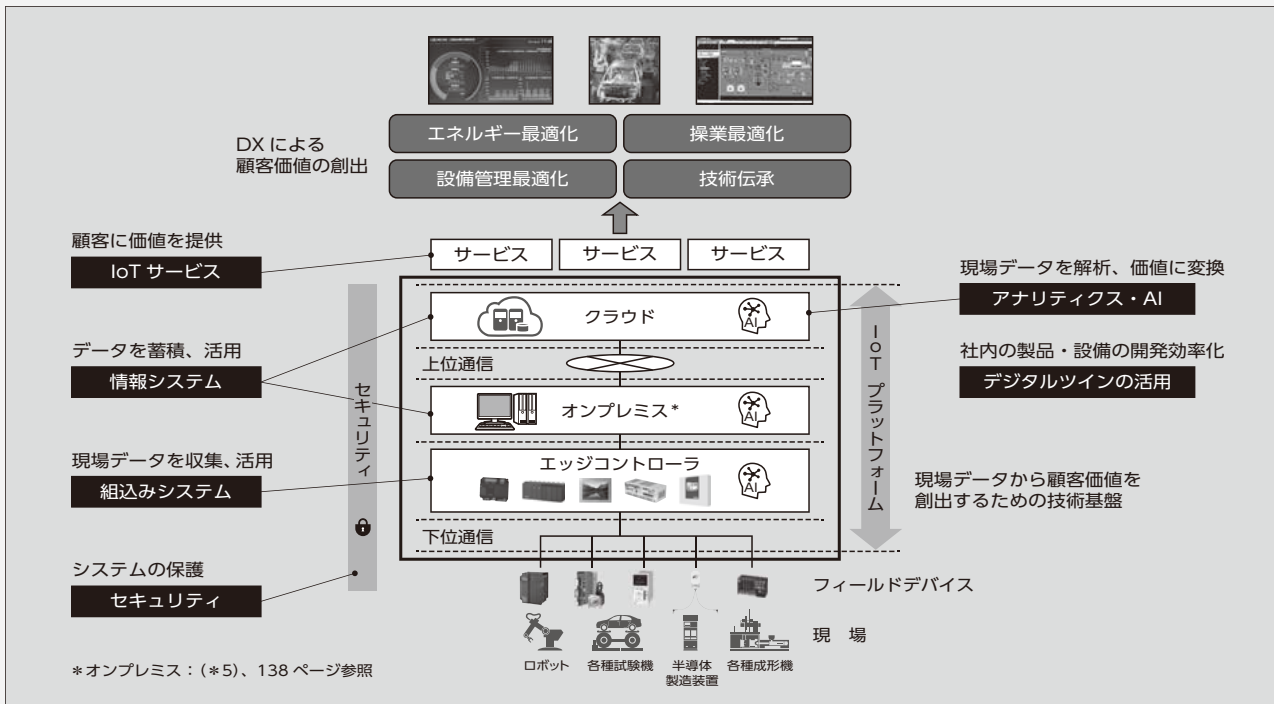 DX による
顧客価値の創出
エネルギー最適化
操業最適化
設備管理最適化
技術伝承
顧客に価値を提供
IoT サービス
サービス
サービス
サービス
現場データを解析、価値に変換
アナリティクス・AI
クラウド
AI
データを蓄積、活用
情報システム
上位通信
社内の製品・設備の開発効率化
デジタルツインの活用
オンプレミス*
AI
セキュリティ
IoT プラットフォーム
現場データを収集、活用
組込みシステム
エッジコントローラ
AI
現場データから顧客価値を
創出するための技術基盤
下位通信
システムの保護
セキュリティ
フィールドデバイス
現 場
ロボット
各種試験機
半導体
製造装置
各種成形機
*オンプレミス：(*5)、138 ページ参照